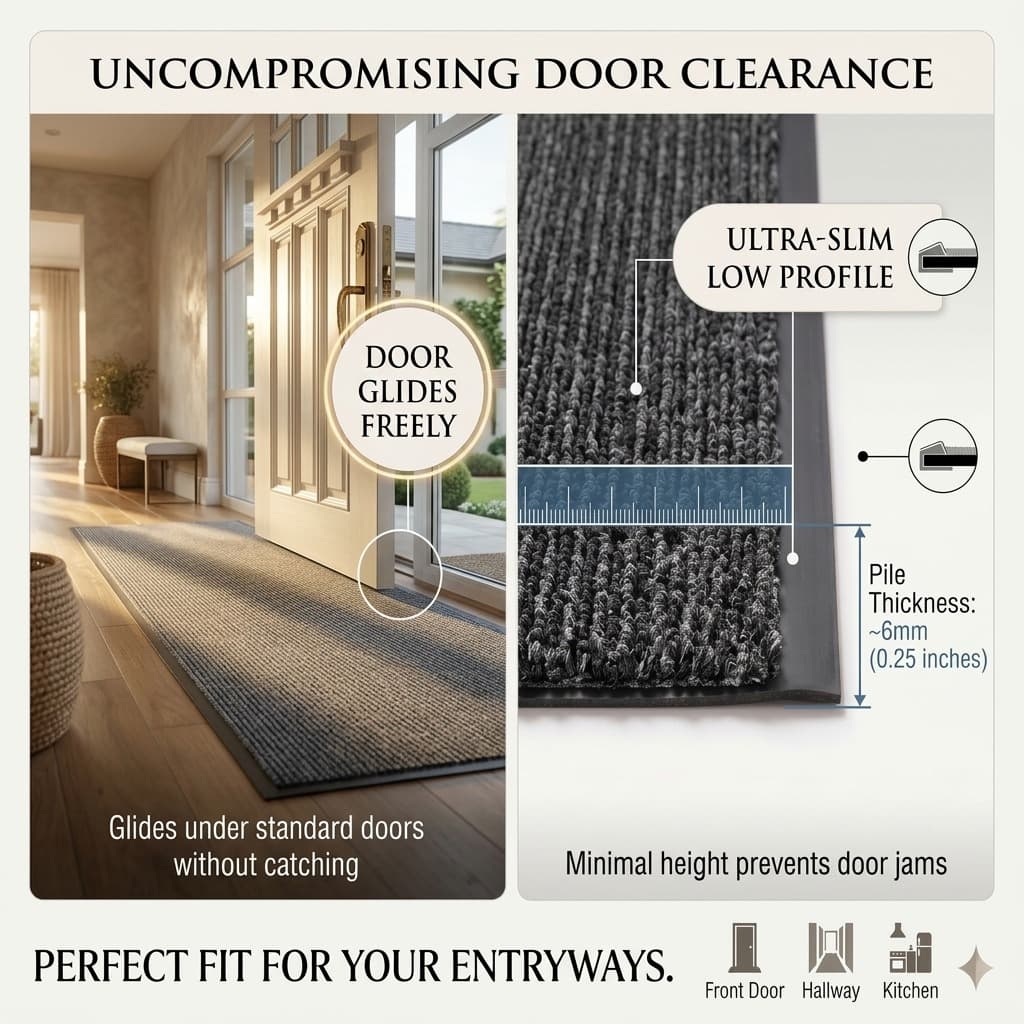 UNCOMPROMISING DOOR CLEARANCE
DOOR
GLIDES
FREELY
Glides under standard doors
without catching
ULTRA-SLIM
LOW PROFILE
Pile
Thickness:
~6mm
(0.25 inches)
Minimal height prevents door jams
PERFECT FIT FOR YOUR ENTRYWAYS.
Front Door
Hallway
Kitchen